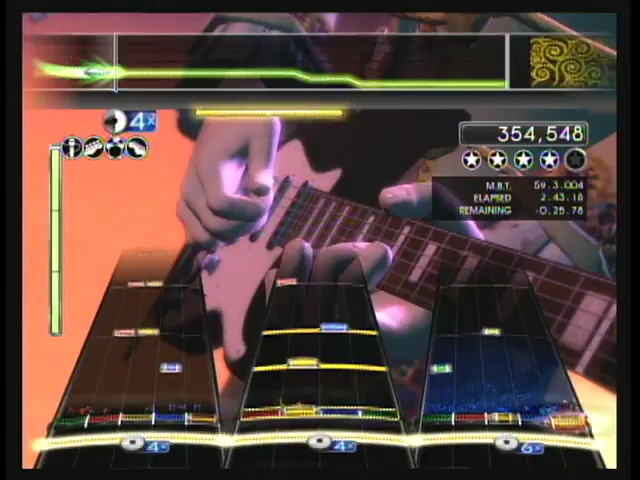 4x
354,548
M.B.T. 59.3.004
ELAPSED 2.43.18
REMAINING -0.25.78
4x
4x
6x